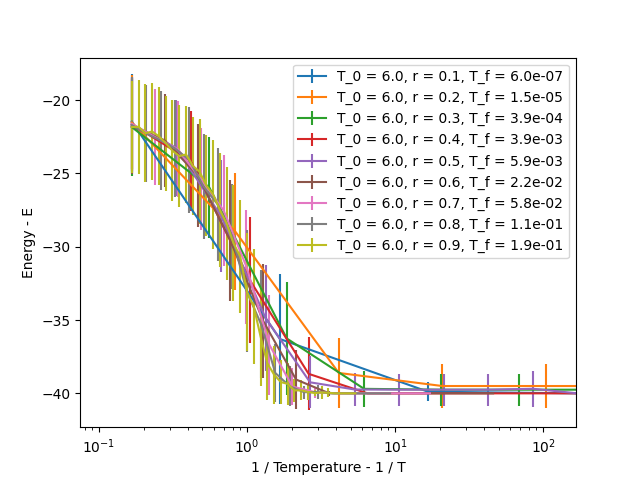 T_0 = 6.0, r = 0.1, T_f = 6.0e-07
T_0 = 6.0, r = 0.2, T_f = 1.5e-05
T_0 = 6.0, r = 0.3, T_f = 3.9e-04
T_0 = 6.0, r = 0.4, T_f = 3.9e-03
T_0 = 6.0, r = 0.5, T_f = 5.9e-03
T_0 = 6.0, r = 0.6, T_f = 2.2e-02
T_0 = 6.0, r = 0.7, T_f = 5.8e-02
T_0 = 6.0, r = 0.8, T_f = 1.1e-01
T_0 = 6.0, r = 0.9, T_f = 1.9e-01
Energy - E
−20
−25
−30
−35
−40
10⁻¹ 10⁰ 10¹ 10²
1 / Temperature - 1 / T